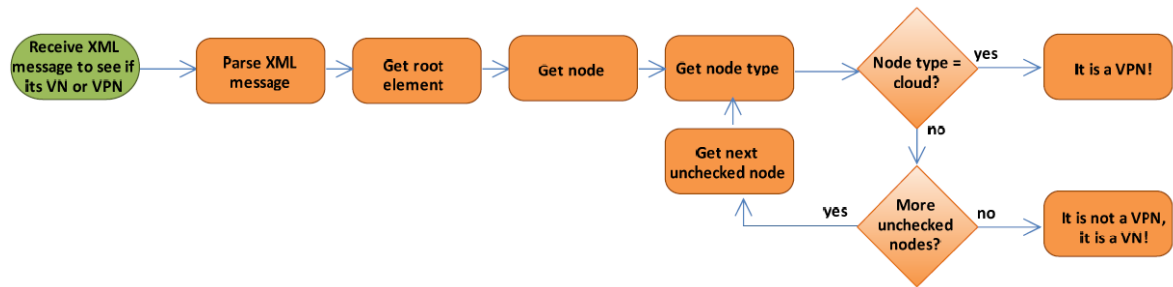 Receive XML
message to see if
its VN or VPN
Parse XML
message
Get root
element
Get node
Get node type
Node type =
cloud?
yes
It is a VPN!
no
Get next
unchecked node
yes
More
unchecked
nodes?
no
It is not a VPN,
it is a VN!